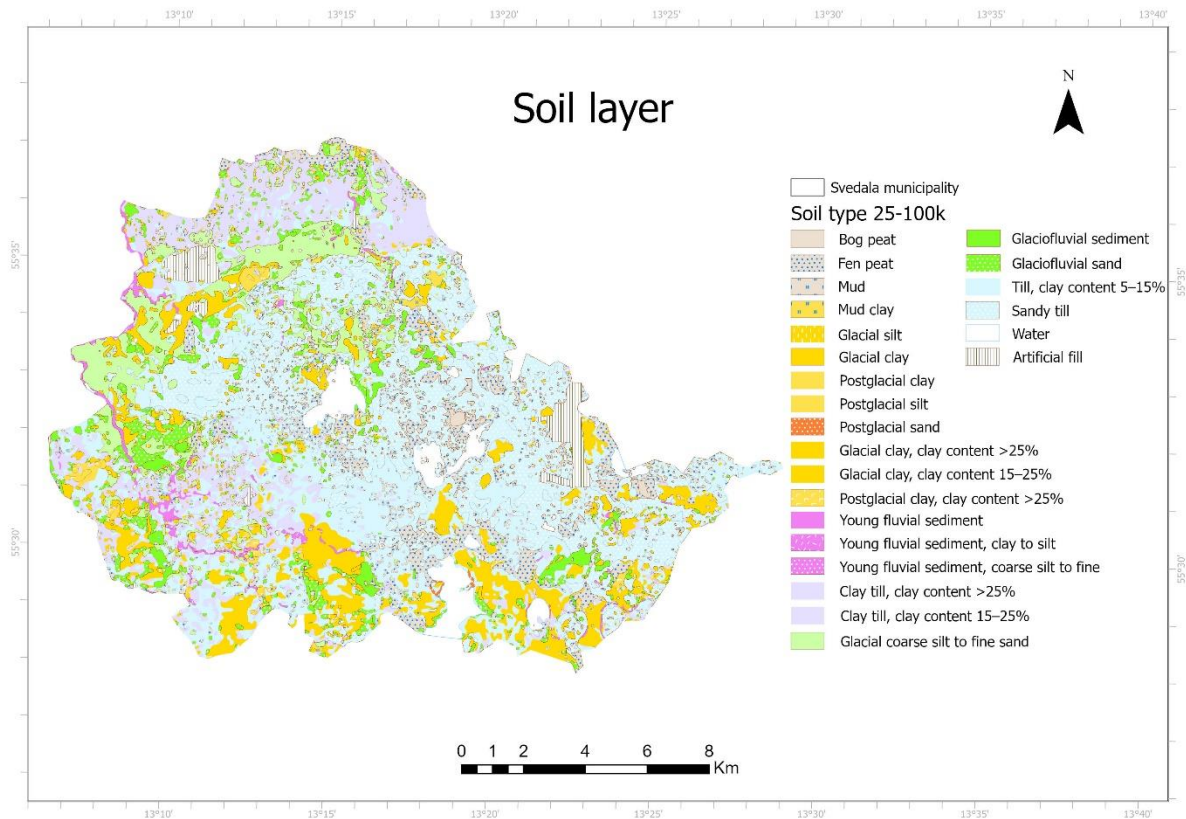 13°10'
13°15'
13°20'
13°25'
13°30'
13°35'
13°40'
Soil layer
N
Svedala municipality
Soil type 25-100k
Bog peat
Fen peat
Mud
Mud clay
Glacial silt
Glacial clay
Postglacial clay
Postglacial silt
Postglacial sand
Glacial clay, clay content >25%
Glacial clay, clay content 15–25%
Postglacial clay, clay content >25%
Young fluvial sediment
Young fluvial sediment, clay to silt
Young fluvial sediment, coarse silt to fine
Clay till, clay content >25%
Clay till, clay content 15–25%
Glacial coarse silt to fine sand
Glaciofluvial sediment
Glaciofluvial sand
Till, clay content 5–15%
Sandy till
Water
Artificial fill
55°35'
55°30'
55°35'
55°30'
0 1 2 4 6 8
Km
13°10'
13°15'
13°20'
13°25'
13°30'
13°35'
13°40'